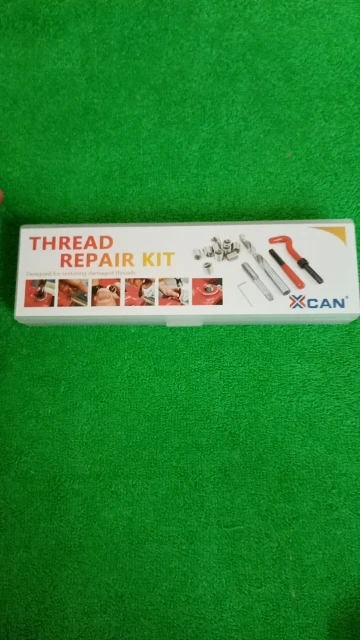 THREAD
REPAIR KIT
Designed for restoring damaged threads
XCAN®